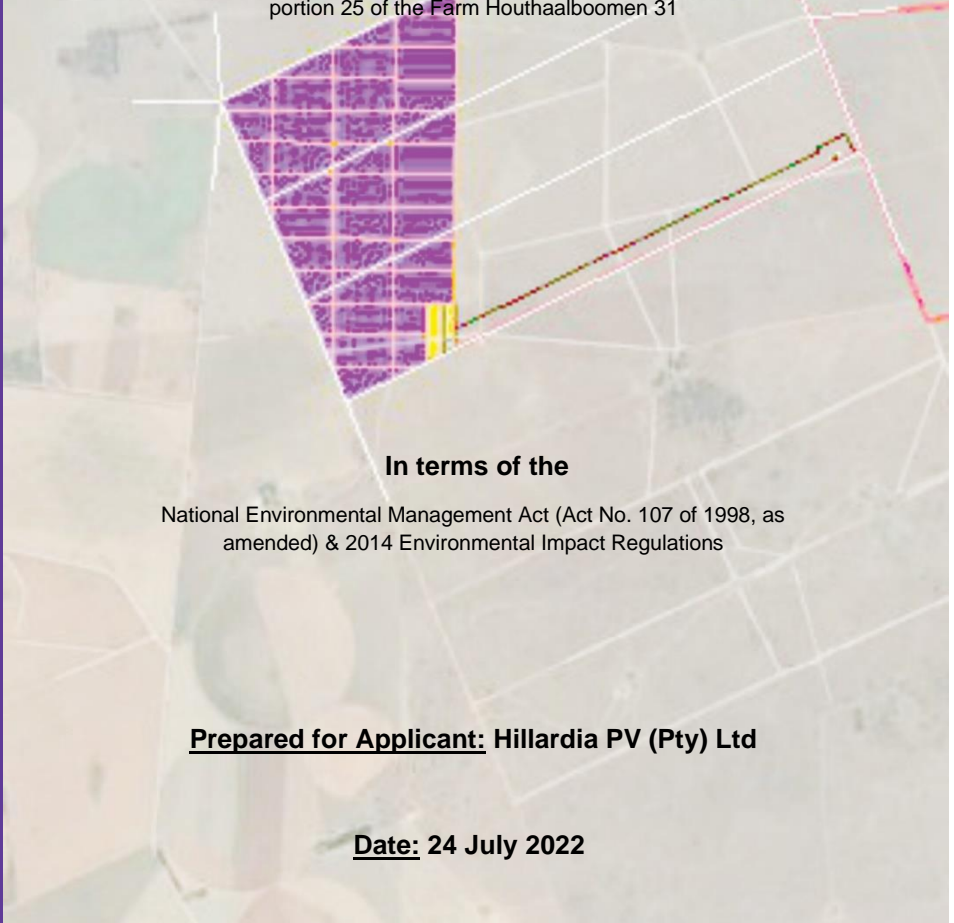 portion 25 of the Farm Houthaalboomen 31
In terms of the
National Environmental Management Act (Act No. 107 of 1998, as
amended) & 2014 Environmental Impact Regulations
Prepared for Applicant: Hillardia PV (Pty) Ltd
Date: 24 July 2022